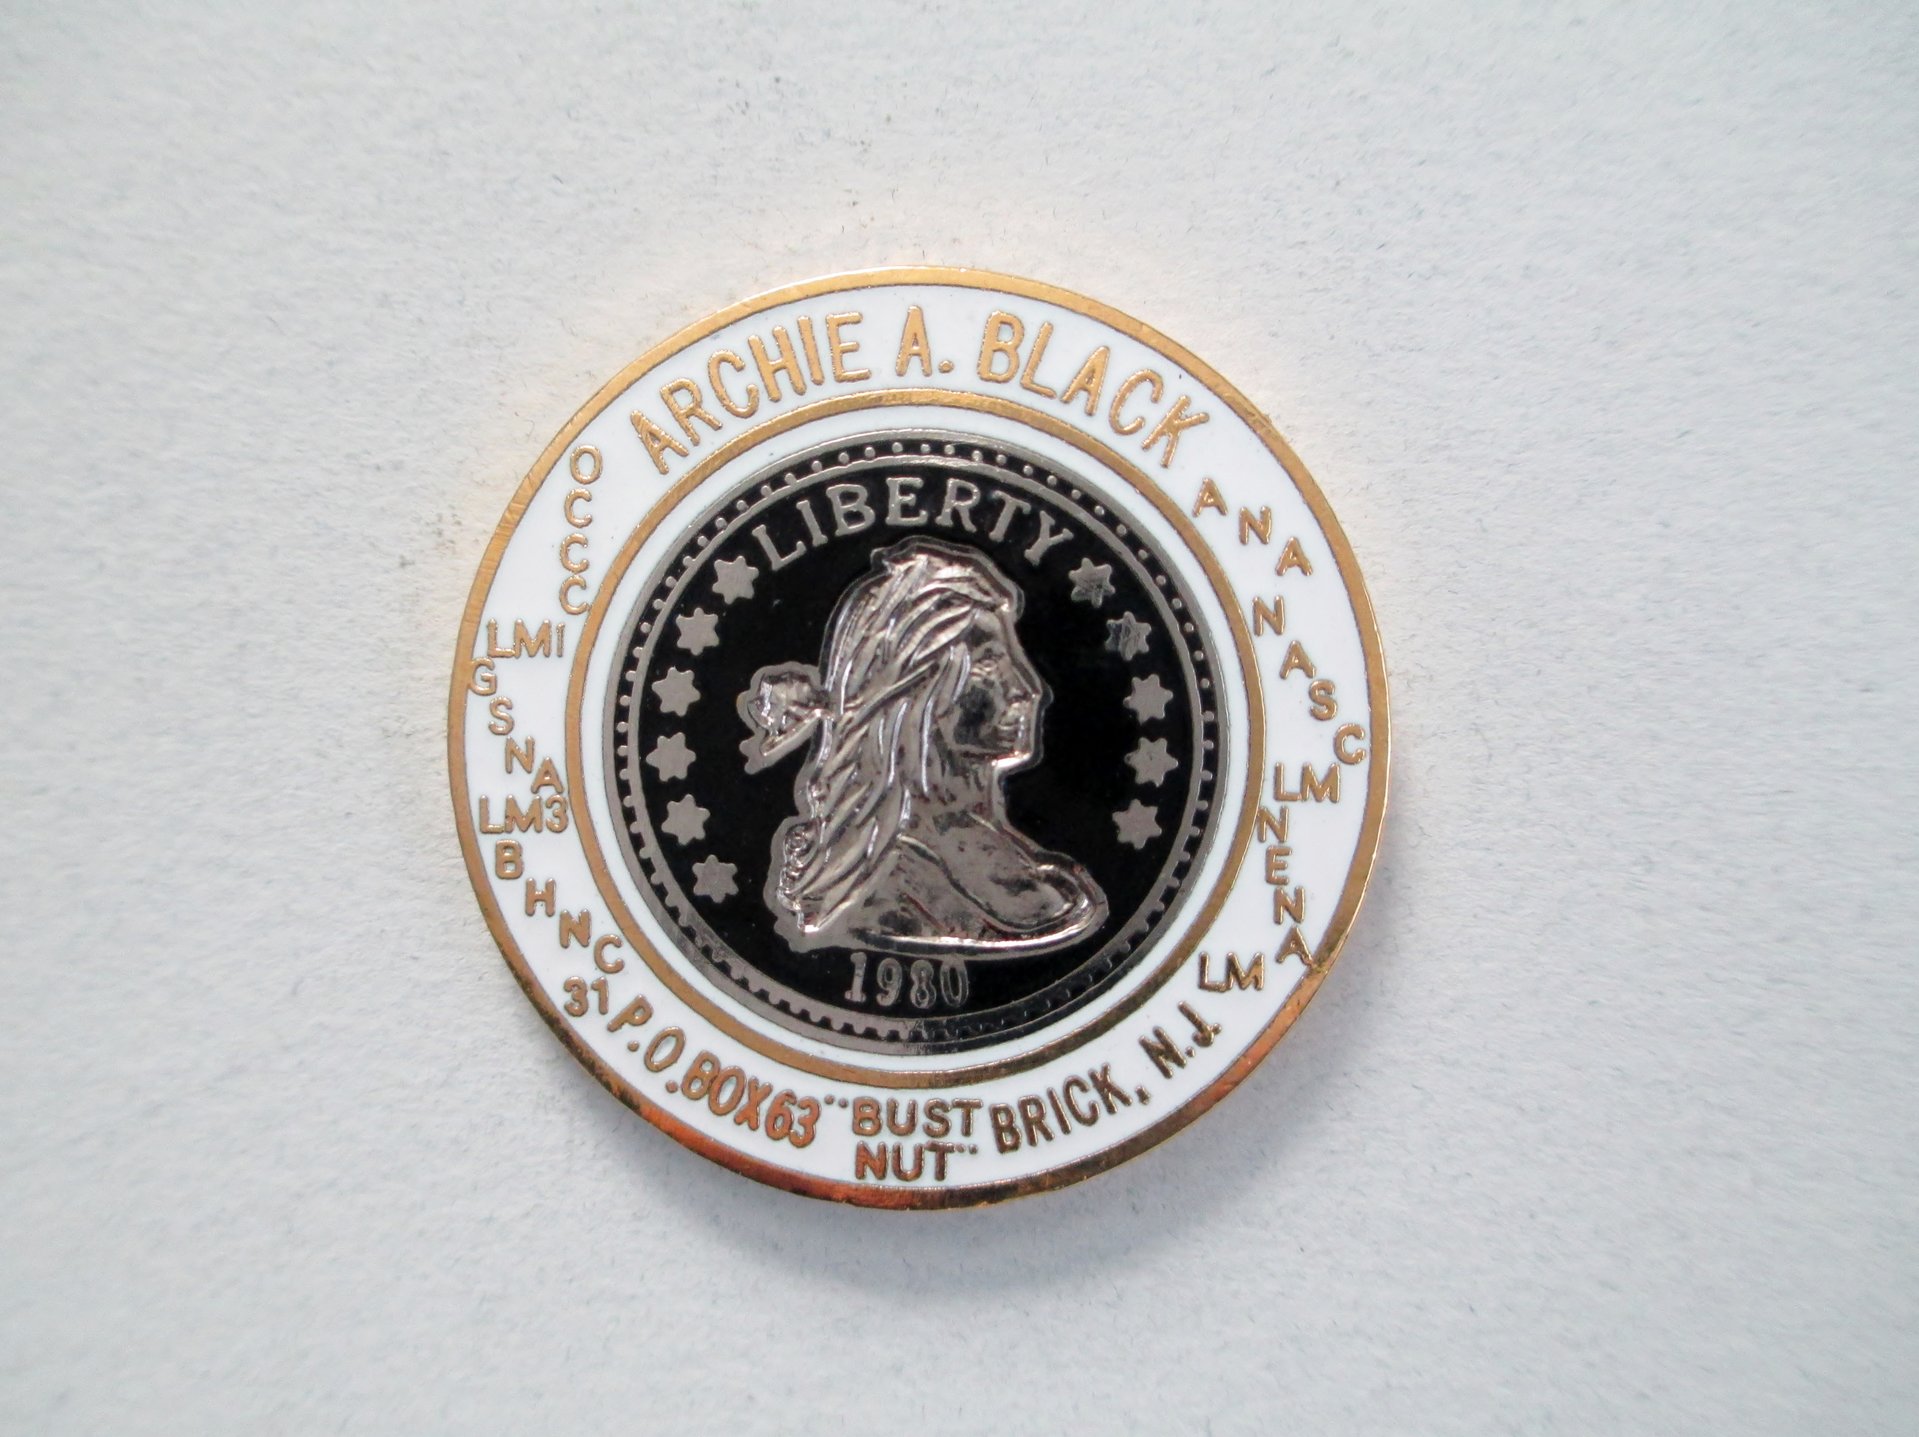 ARCHIE A. BLACK
ANA
NASC
LM
NENA
LM
OCCC
LM1
GSNA
LM3
BHNC
31
P.O. BOX 63
"BUST
NUT"
BRICK, N.J.
LIBERTY
1980